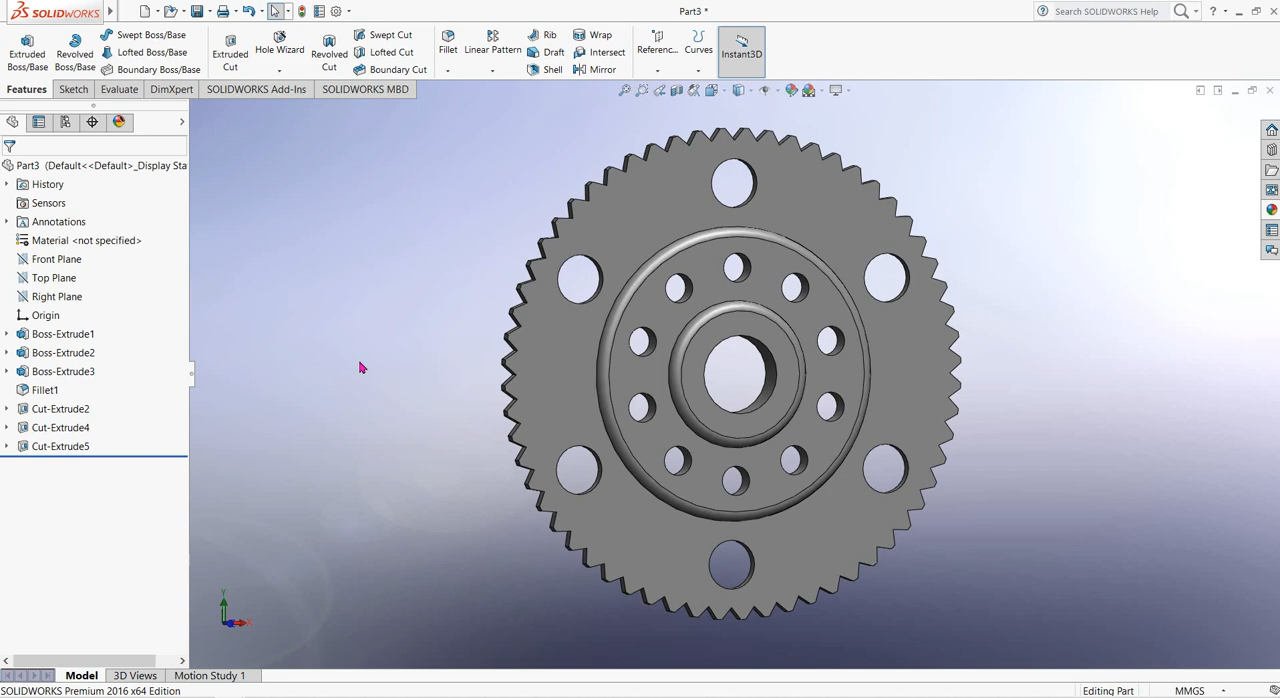 SOLIDWORKS
Part3 *
Search SOLIDWORKS Help
Extruded Boss/Base
Revolved Boss/Base
Swept Boss/Base
Lofted Boss/Base
Boundary Boss/Base
Extruded Cut
Hole Wizard
Revolved Cut
Swept Cut
Lofted Cut
Boundary Cut
Fillet
Linear Pattern
Rib
Draft
Shell
Wrap
Intersect
Mirror
Referenc...
Curves
Instant3D
Features
Sketch
Evaluate
DimXpert
SOLIDWORKS Add-Ins
SOLIDWORKS MBD
Part3 (Default<<Default>_Display Sta
History
Sensors
Annotations
Material <not specified>
Front Plane
Top Plane
Right Plane
Origin
Boss-Extrude1
Boss-Extrude2
Boss-Extrude3
Fillet1
Cut-Extrude2
Cut-Extrude4
Cut-Extrude5
Y
X
Model
3D Views
Motion Study 1
SOLIDWORKS Premium 2016 x64 Edition
Editing Part
MMGS